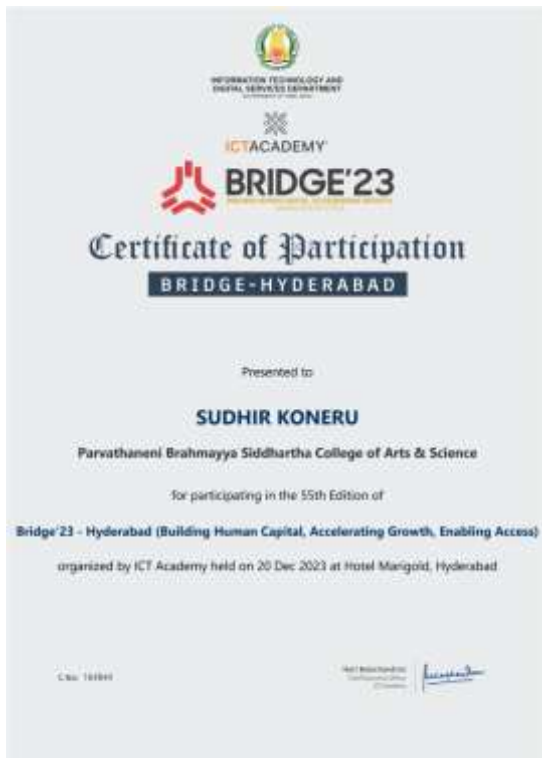 INFORMATION TECHNOLOGY AND
DIGITAL SERVICES DEPARTMENT
ICTACADEMY
BRIDGE'23
Certificate of Participation
BRIDGE-HYDERABAD
Presented to
SUDHIR KONERU
Parvathaneni Brahmayya Siddhartha College of Arts & Science
for participating in the 55th Edition of
Bridge'23 - Hyderabad (Building Human Capital, Accelerating Growth, Enabling Access)
organized by ICT Academy held on 20 Dec 2023 at Hotel Marigold, Hyderabad
C.No.